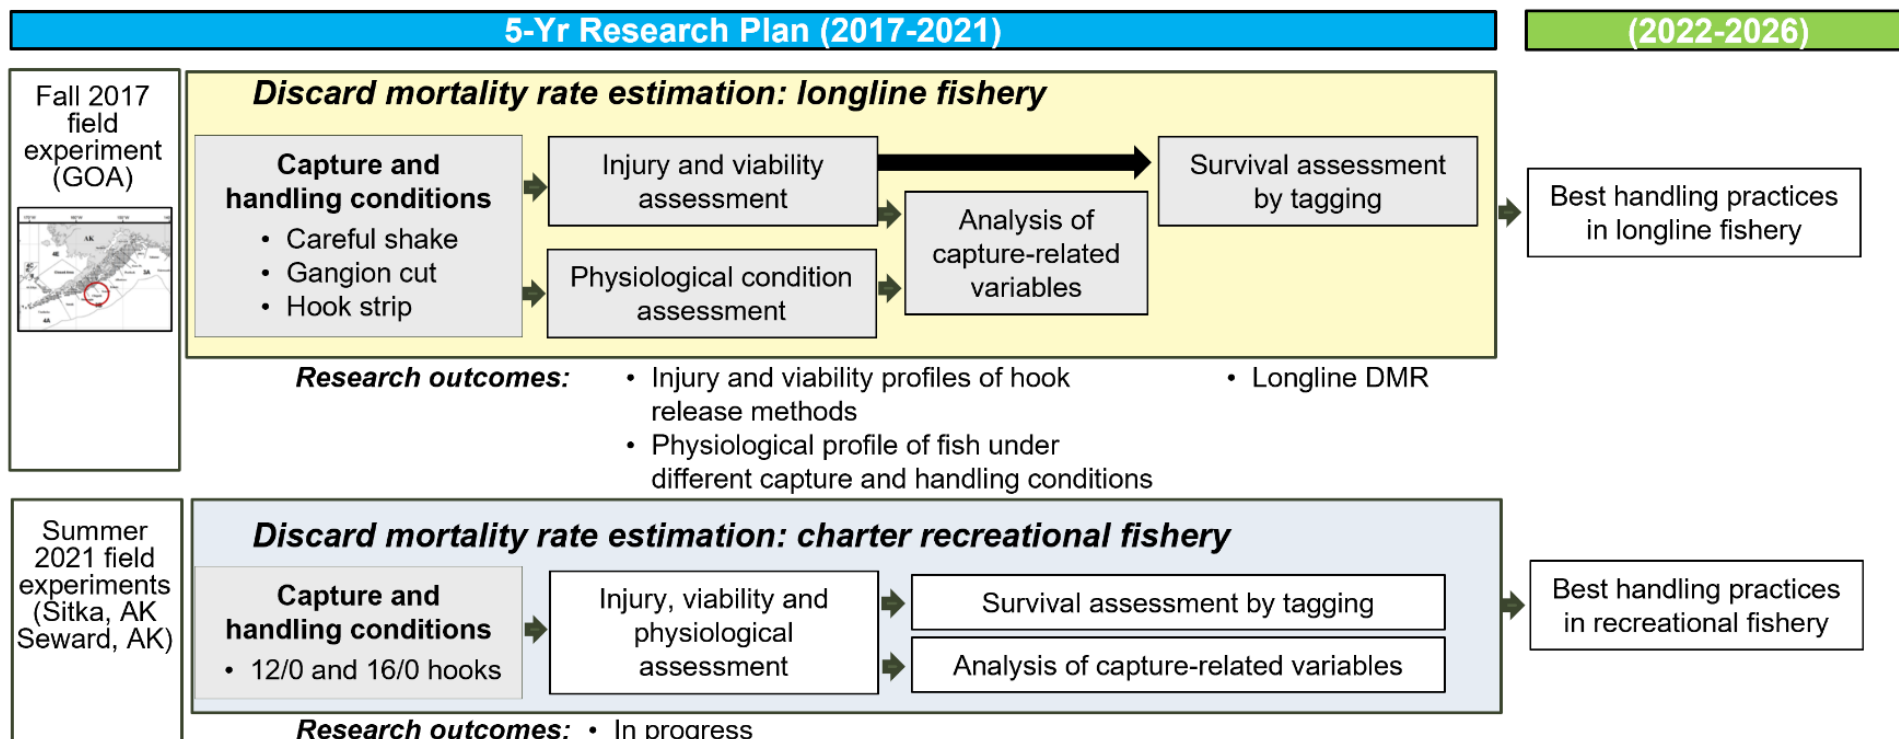 5-Yr Research Plan (2017-2021)
(2022-2026)
Fall 2017
field
experiment
(GOA)
AK
4A
Discard mortality rate estimation: longline fishery
Capture and
handling conditions
• Careful shake
• Gangion cut
• Hook strip
Injury and viability
assessment
Physiological condition
assessment
Analysis of
capture-related
variables
Survival assessment
by tagging
Best handling practices
in longline fishery
Research outcomes:
• Injury and viability profiles of hook
release methods
• Physiological profile of fish under
different capture and handling conditions
• Longline DMR
Summer
2021 field
experiments
(Sitka, AK
Seward, AK)
Discard mortality rate estimation: charter recreational fishery
Capture and
handling conditions
• 12/0 and 16/0 hooks
Injury, viability and
physiological
assessment
Survival assessment by tagging
Analysis of capture-related variables
Best handling practices
in recreational fishery
Research outcomes: • In progress